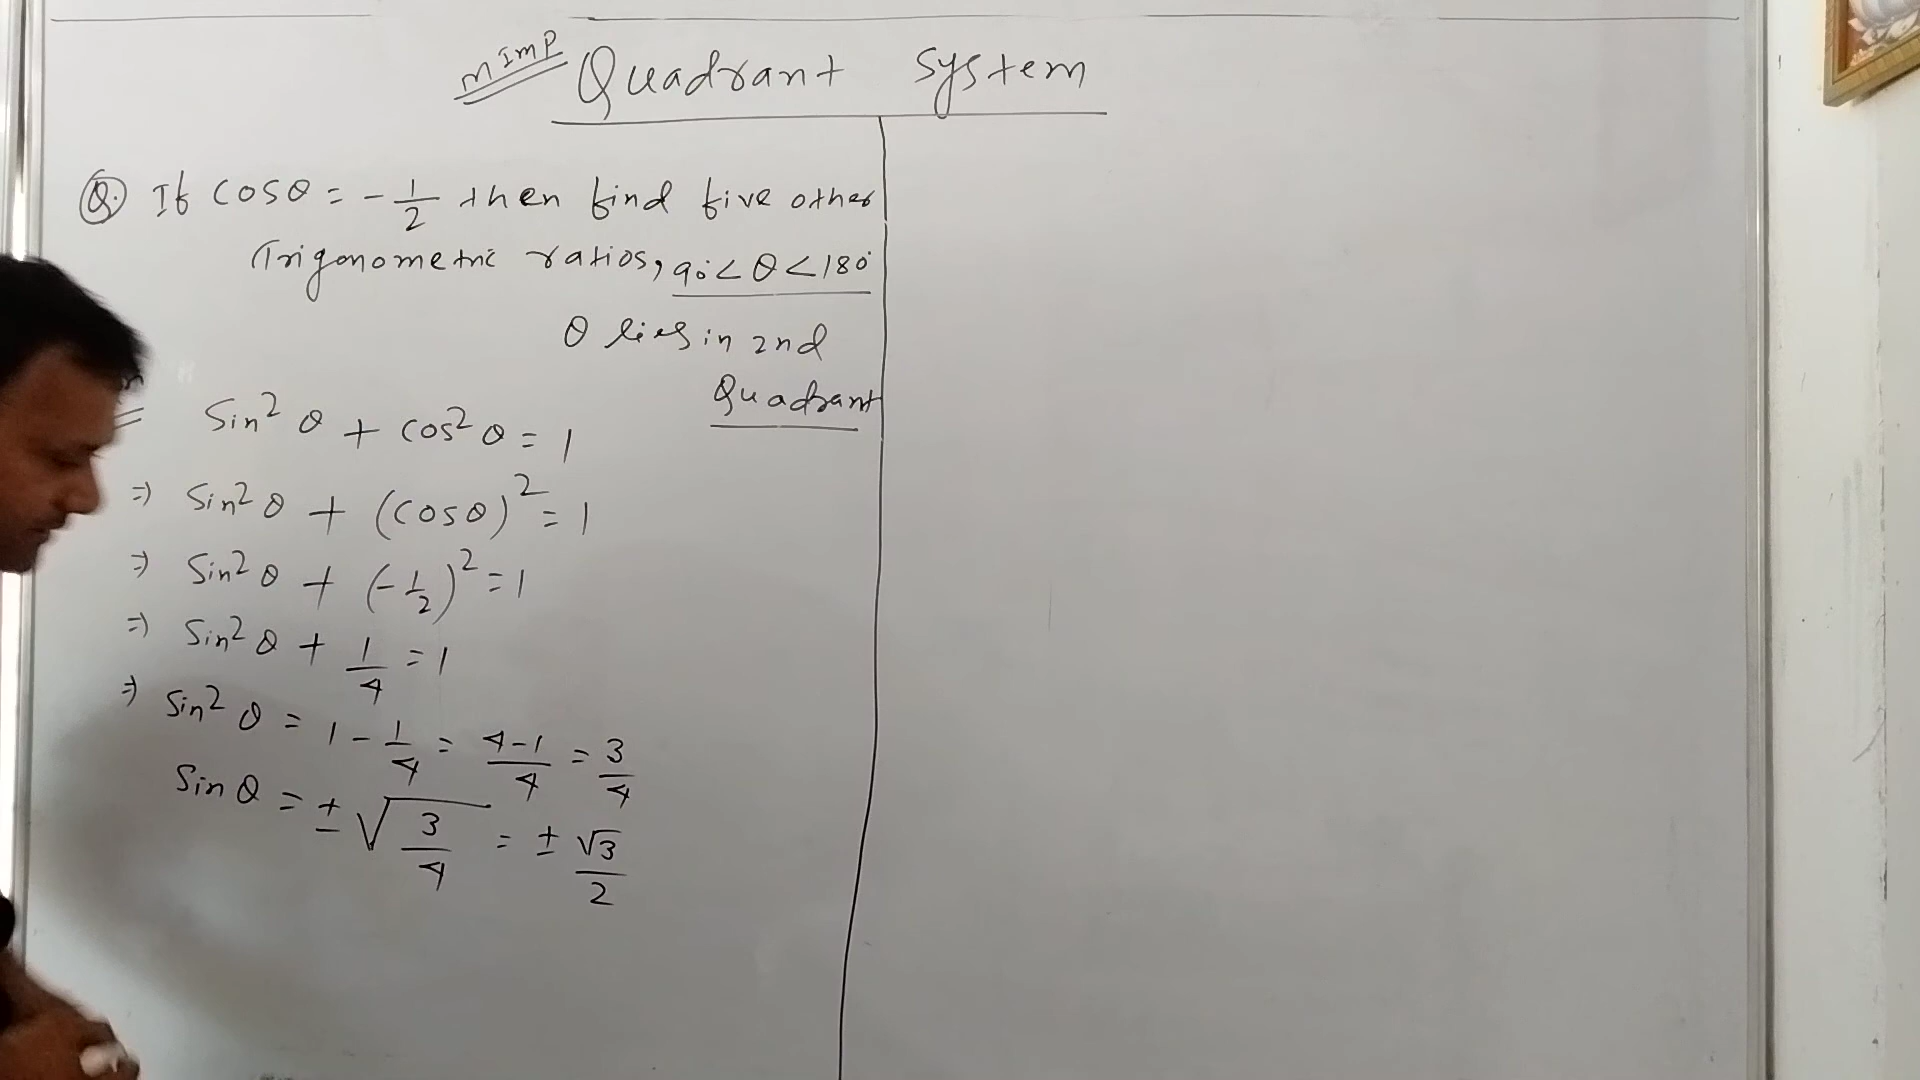 M Imp Quadrant System
Q. If cosθ = -1/2 then find five other
Trigonometric ratios, 90°<θ<180°
θ lies in 2nd
Quadrant
Sin²θ + cos²θ = 1
⇒ Sin²θ + (cosθ)² = 1
⇒ Sin²θ + (-1/2)² = 1
⇒ Sin²θ + 1/4 = 1
⇒ Sin²θ = 1 - 1/4 = 4-1/4 = 3/4
Sinθ = ±√3/4 = ± √3/2